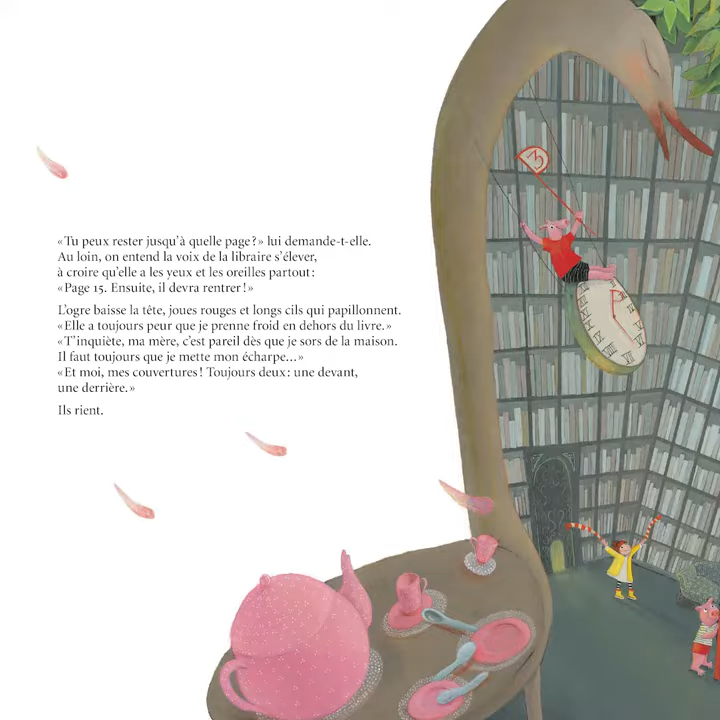 « Tu peux rester jusqu'à quelle page ? » lui demande-t-elle.
Au loin, on entend la voix de la libraire s'élever,
à croire qu'elle a les yeux et les oreilles partout :
« Page 15. Ensuite, il devra rentrer ! »
L'ogre baisse la tête, joues rouges et longs cils qui papillonnent.
« Elle a toujours peur que je prenne froid en dehors du livre. »
« T'inquiète, ma mère, c'est pareil dès que je sors de la maison.
Il faut toujours que je mette mon écharpe... »
« Et moi, mes couvertures ! Toujours deux : une devant,
une derrière. »
Ils rient.
3